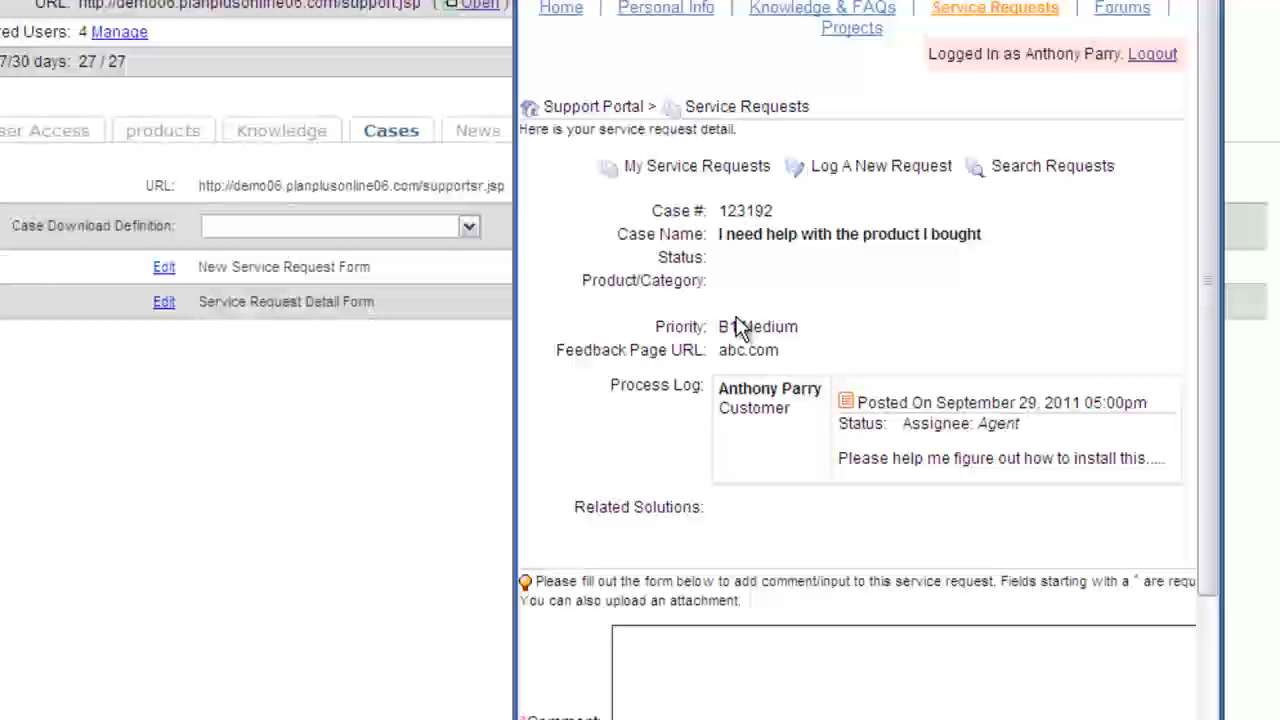 URL: http://demo06.planplusonline06.com/support.jsp ( Open )
red Users: 4 Manage
7/30 days: 27 / 27
ser Access products Knowledge Cases News
URL: http://demo06.planplusonline06.com/supportsr.jsp
Case Download Definition:
Edit New Service Request Form
Edit Service Request Detail Form
Home | Personal Info | Knowledge & FAQs | Service Requests | Forums |
Projects
Logged In as Anthony Parry. Logout
Support Portal > Service Requests
Here is your service request detail.
My Service Requests Log A New Request Search Requests
Case #: 123192
Case Name: I need help with the product I bought
Status:
Product/Category:
Priority: B1 Medium
Feedback Page URL: abc.com
Process Log: Anthony Parry
Customer
Posted On September 29, 2011 05:00pm
Status: Assignee: Agent
Please help me figure out how to install this.....
Related Solutions:
Please fill out the form below to add comment/input to this service request. Fields starting with a * are requ
You can also upload an attachment.
*Comment: